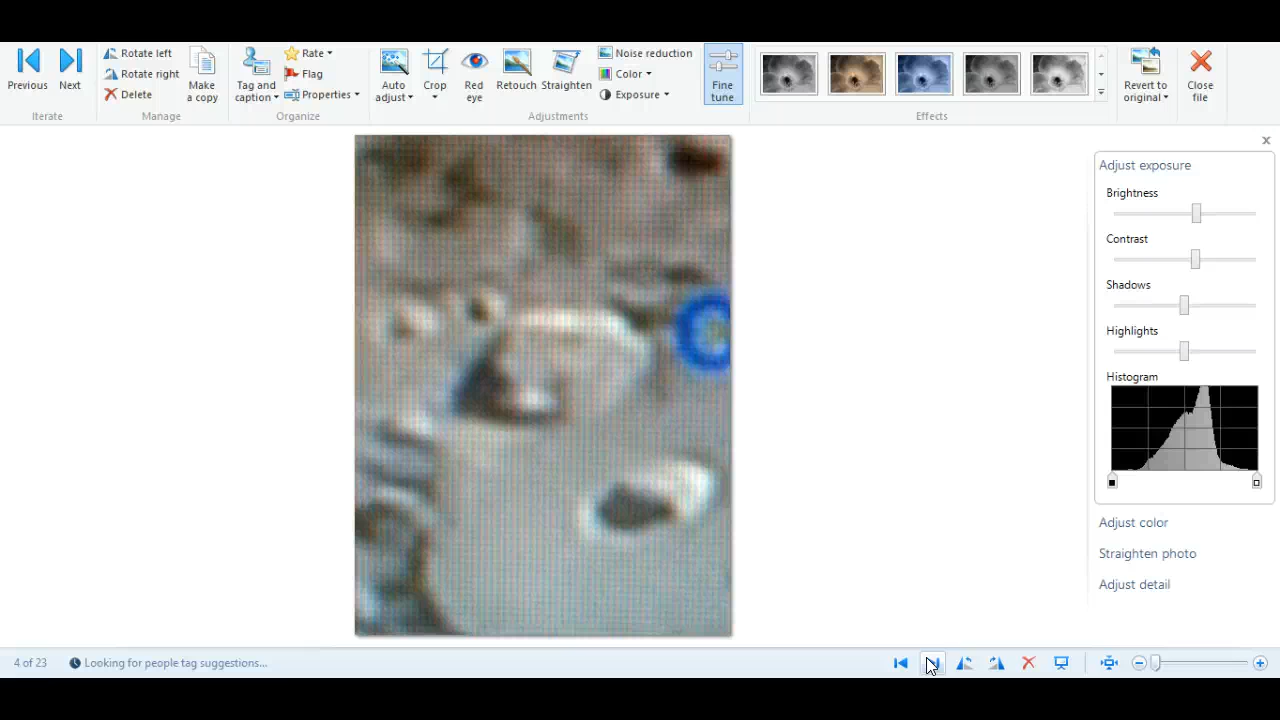 Previous
Next
Iterate
Rotate left
Rotate right
Delete
Make
a copy
Manage
Tag and
caption
Rate
Flag
Properties
Organize
Auto
adjust
Crop
Red
eye
Retouch
Straighten
Noise reduction
Color
Exposure
Adjustments
Fine
tune
Effects
Revert to
original
Close
file
Adjust exposure
Brightness
Contrast
Shadows
Highlights
Histogram
Adjust color
Straighten photo
Adjust detail
4 of 23
Looking for people tag suggestions...